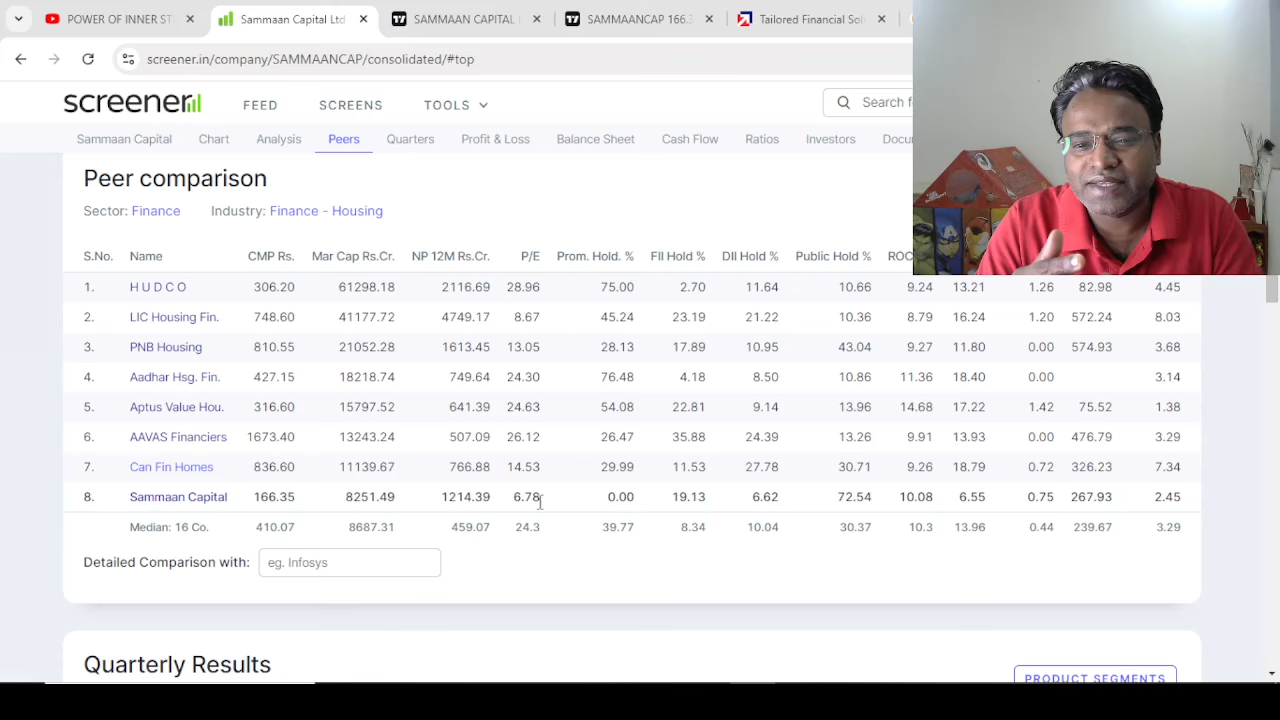 POWER OF INNER ST
Sammaan Capital Ltd
SAMMAAN CAPITAL
SAMMAANCAP 166.3
Tailored Financial Sol
screener.in/company/SAMMAANCAP/consolidated/#top
screener
FEED SCREENS TOOLS
Search f
Sammaan Capital Chart Analysis Peers Quarters Profit & Loss Balance Sheet Cash Flow Ratios Investors Docu
Peer comparison
Sector: Finance Industry: Finance - Housing
S.No. Name CMP Rs. Mar Cap Rs.Cr. NP 12M Rs.Cr. P/E Prom. Hold. % FII Hold % DII Hold % Public Hold % ROC
1. H U D C O 306.20 61298.18 2116.69 28.96 75.00 2.70 11.64 10.66 9.24 13.21 1.26 82.98 4.45
2. LIC Housing Fin. 748.60 41177.72 4749.17 8.67 45.24 23.19 21.22 10.36 8.79 16.24 1.20 572.24 8.03
3. PNB Housing 810.55 21052.28 1613.45 13.05 28.13 17.89 10.95 43.04 9.27 11.80 0.00 574.93 3.68
4. Aadhar Hsg. Fin. 427.15 18218.74 749.64 24.30 76.48 4.18 8.50 10.86 11.36 18.40 0.00 3.14
5. Aptus Value Hou. 316.60 15797.52 641.39 24.63 54.08 22.81 9.14 13.96 14.68 17.22 1.42 75.52 1.38
6. AAVAS Financiers 1673.40 13243.24 507.09 26.12 26.47 35.88 24.39 13.26 9.91 13.93 0.00 476.79 3.29
7. Can Fin Homes 836.60 11139.67 766.88 14.53 29.99 11.53 27.78 30.71 9.26 18.79 0.72 326.23 7.34
8. Sammaan Capital 166.35 8251.49 1214.39 6.78 0.00 19.13 6.62 72.54 10.08 6.55 0.75 267.93 2.45
Median: 16 Co. 410.07 8687.31 459.07 24.3 39.77 8.34 10.04 30.37 10.3 13.96 0.44 239.67 3.29
Detailed Comparison with: eg. Infosys
Quarterly Results
PRODUCT SEGMENTS